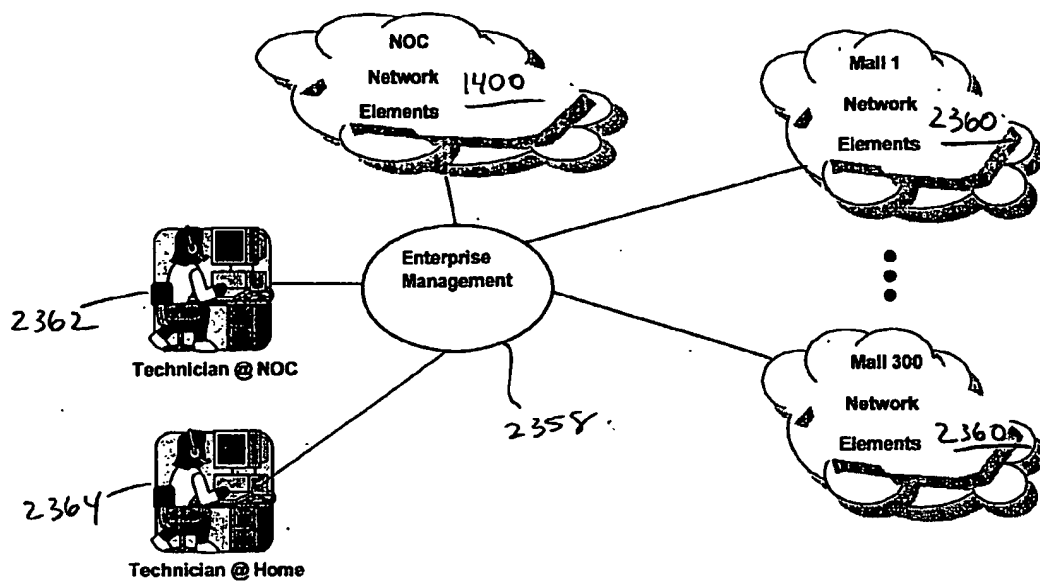 NOC
Network
Elements 1400
Mall 1
Network
Elements 2360
Enterprise
Management
2362
Technician @ NOC
2358
Mall 300
Network
Elements 2360
2364
Technician @ Home